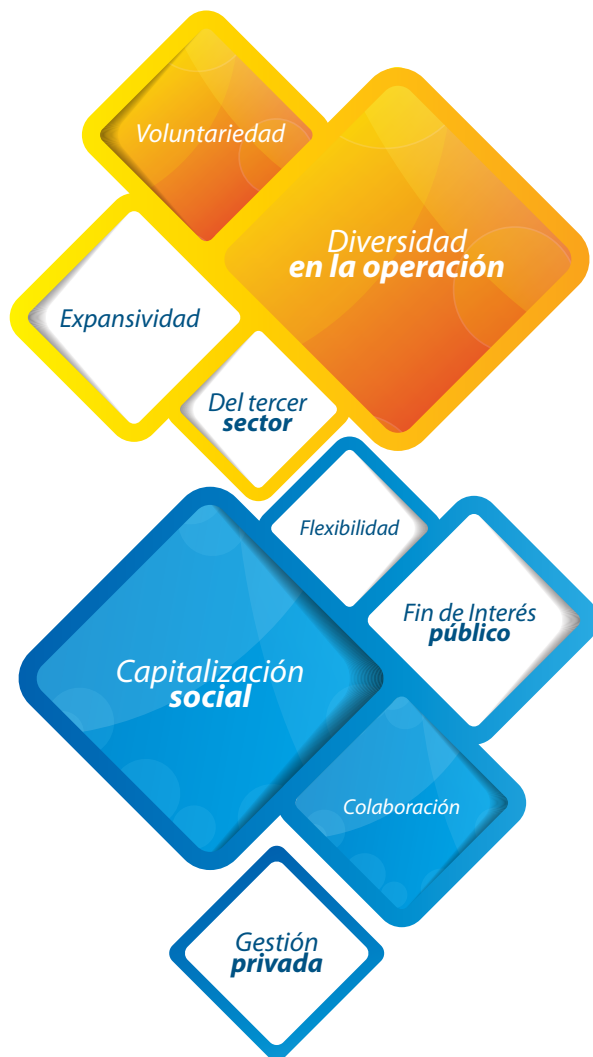 Voluntariedad
Diversidad
en la operación
Expansividad
Del tercer
sector
Flexibilidad
Fin de Interés
público
Capitalización
social
Colaboración
Gestión
privada